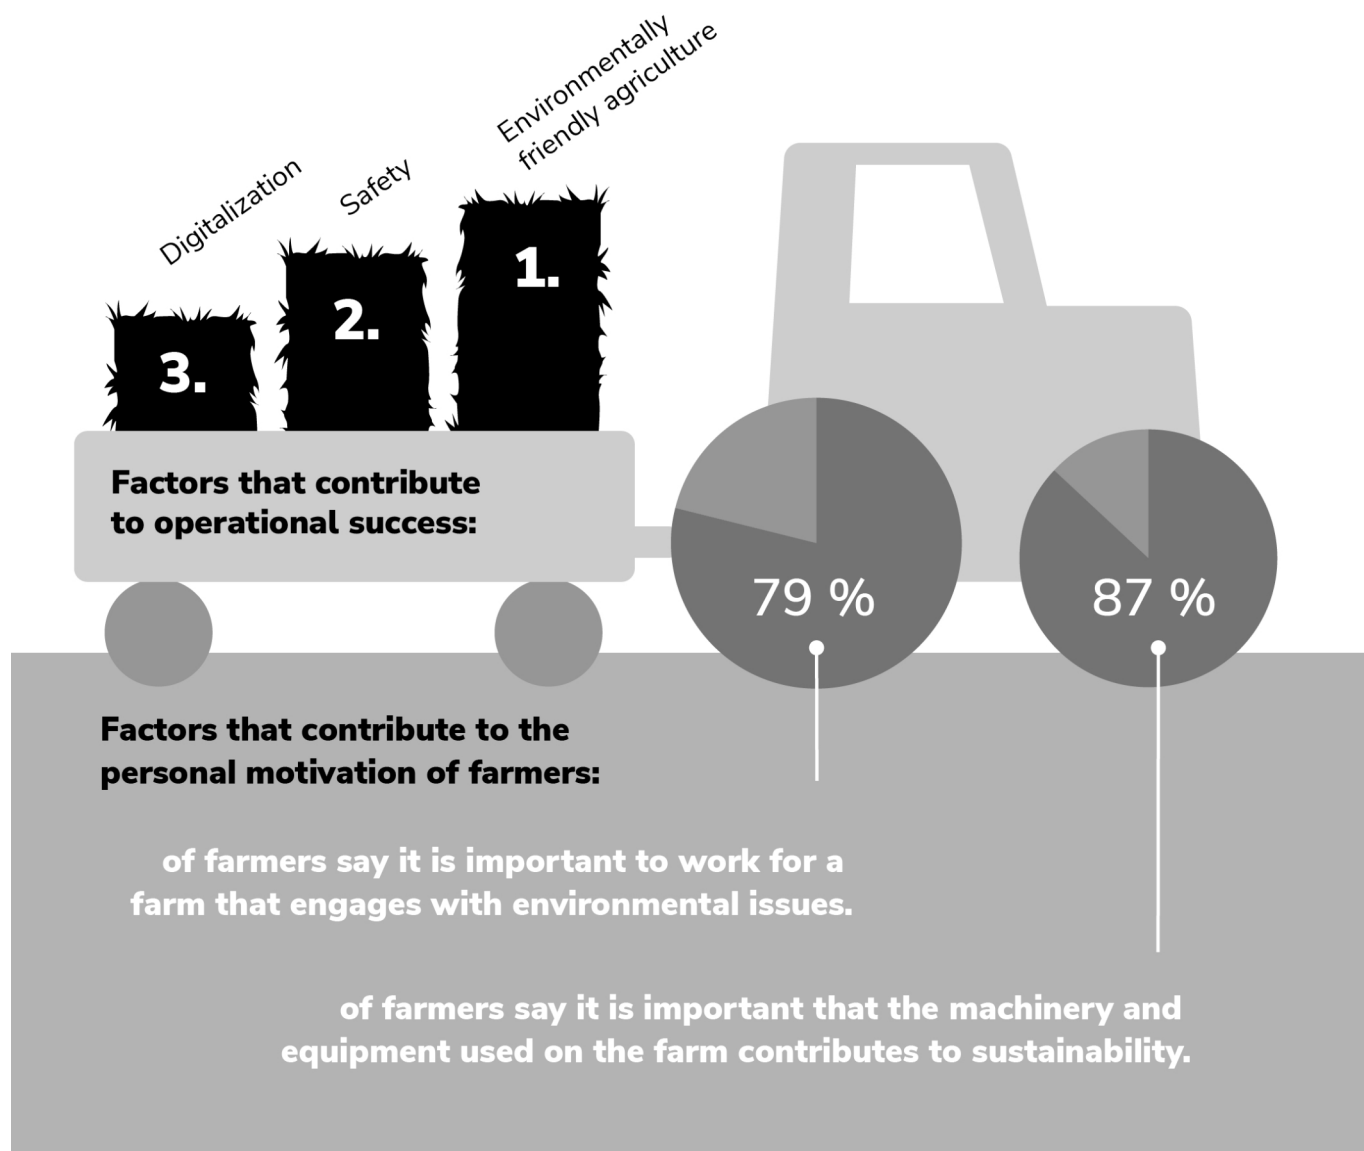 Environmentally
friendly agriculture
Safety
Digitalization
1.
2.
3.
Factors that contribute
to operational success:
79 %
87 %
Factors that contribute to the
personal motivation of farmers:
of farmers say it is important to work for a
farm that engages with environmental issues.
of farmers say it is important that the machinery and
equipment used on the farm contributes to sustainability.